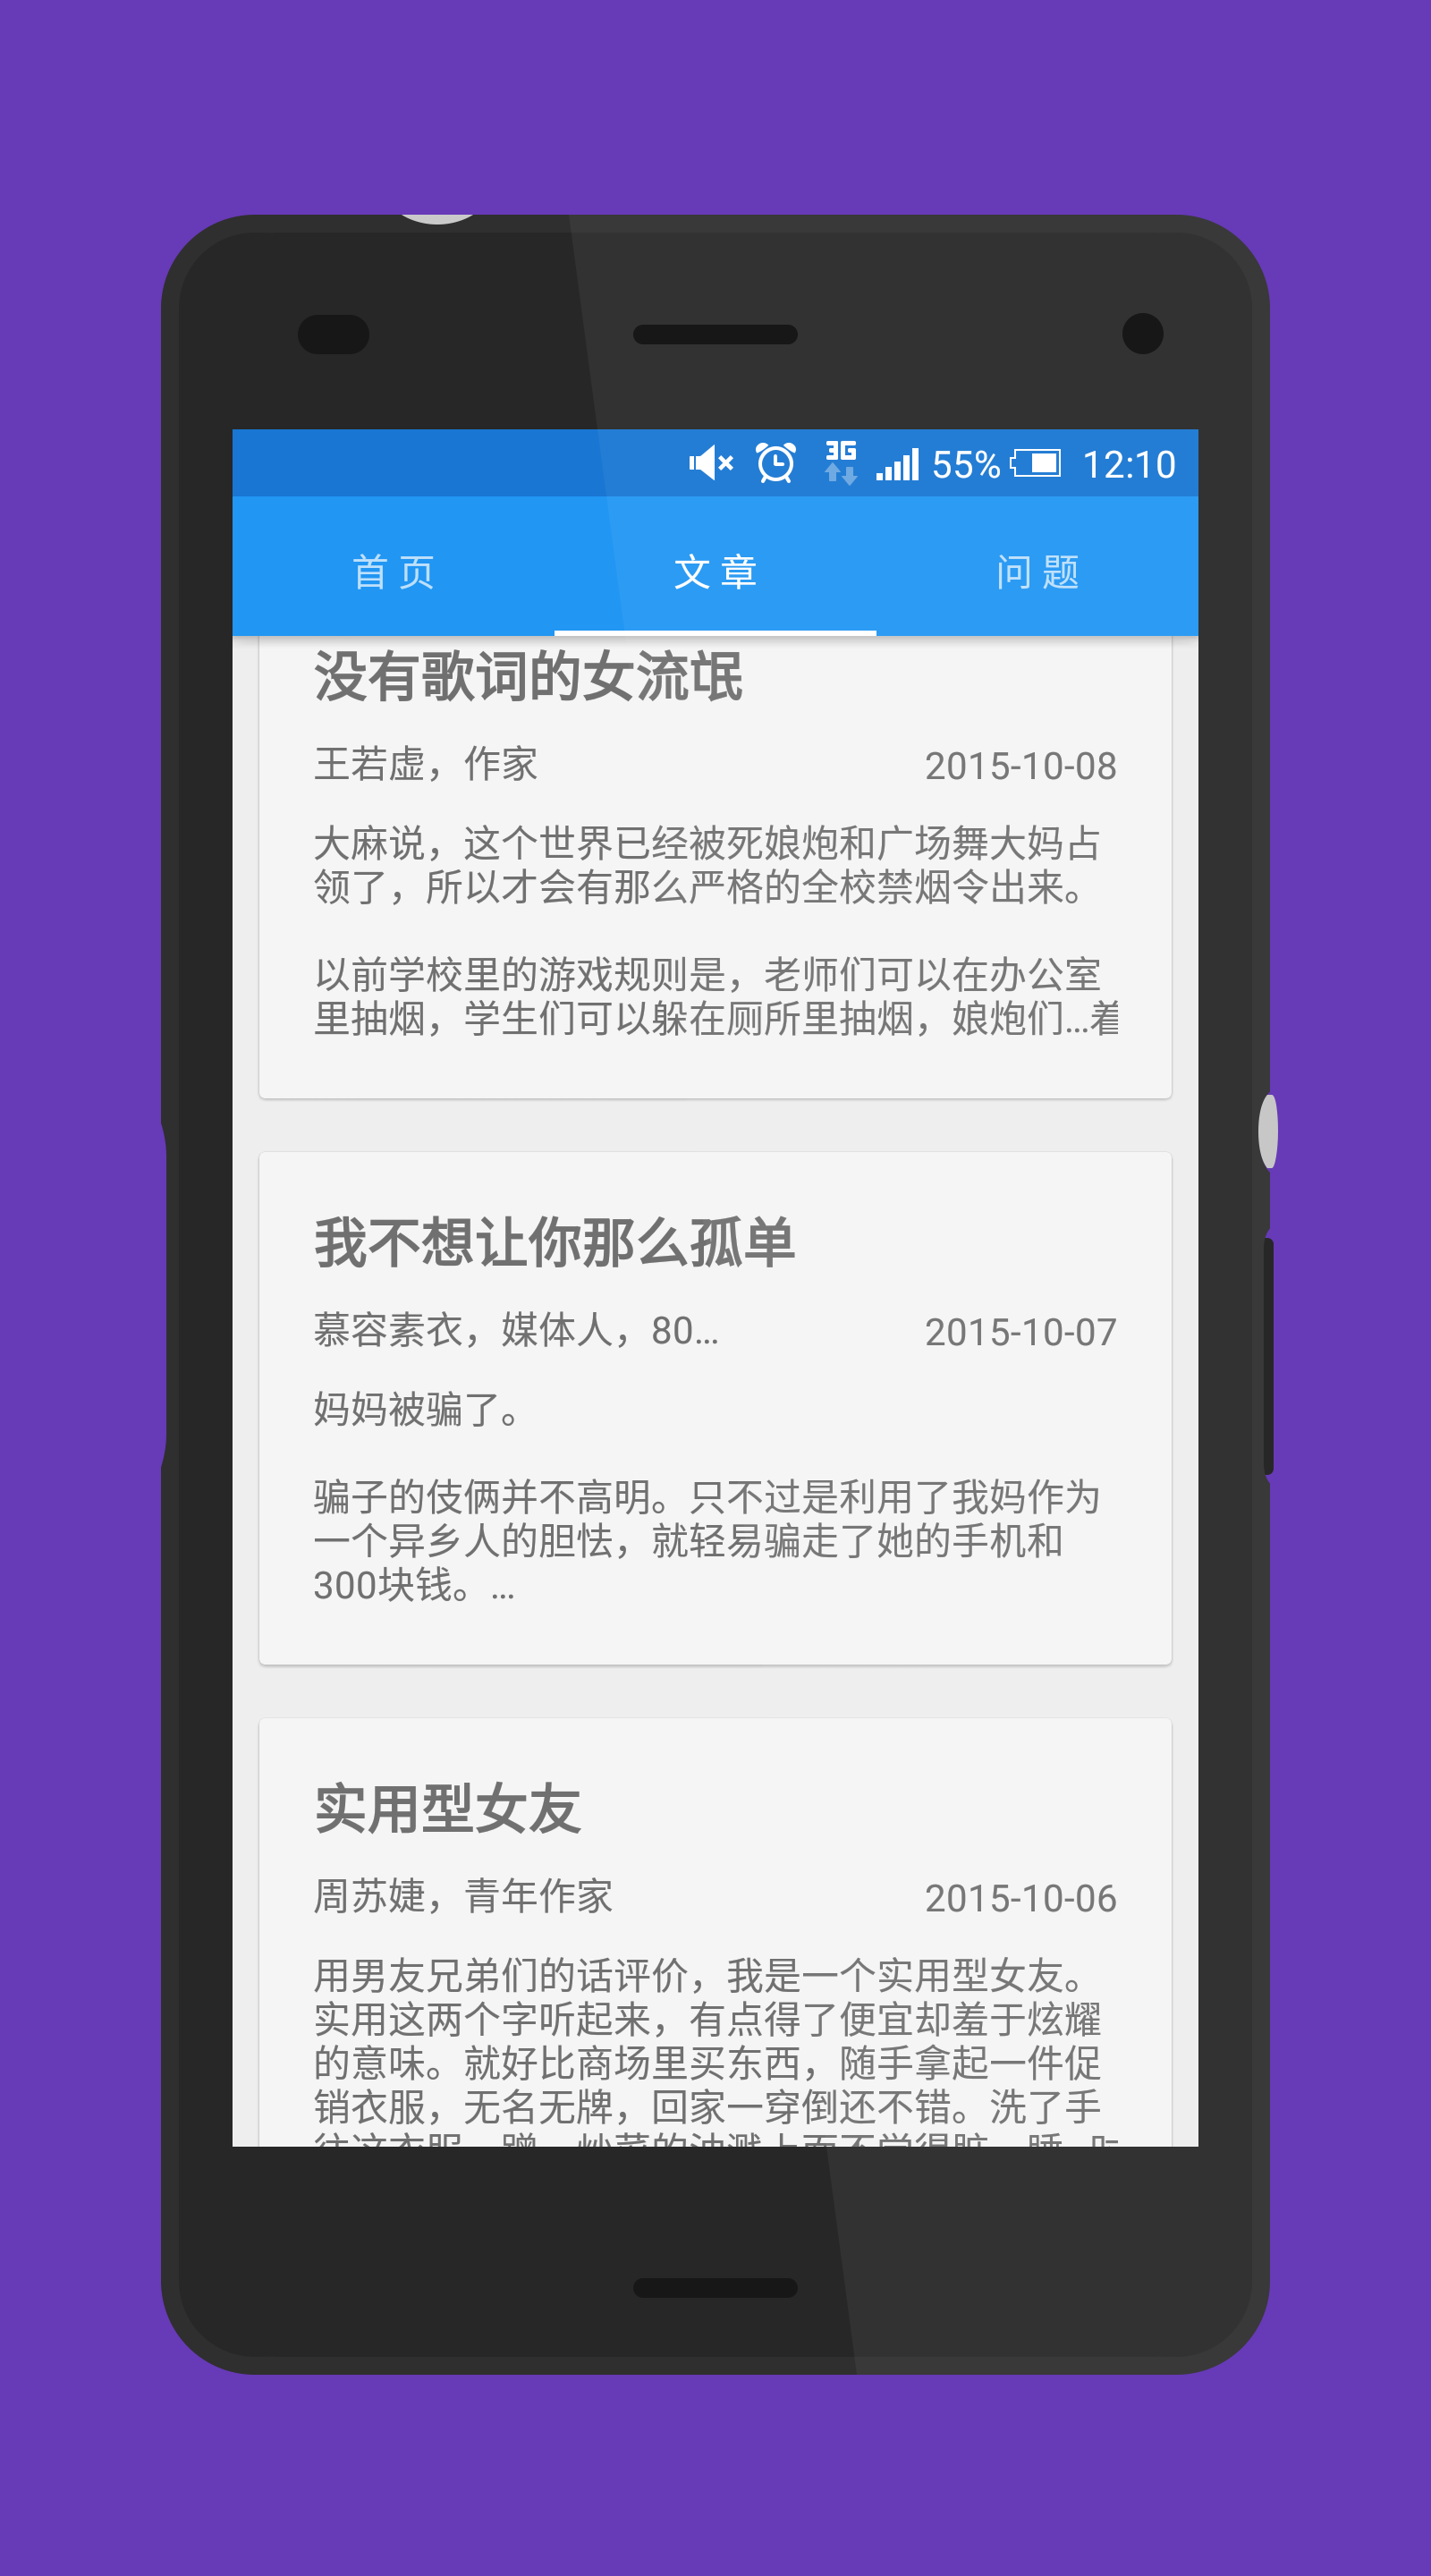 3G 55% 12:10
首页 文章 问题
没有歌词的女流氓
王若虚，作家 2015-10-08
大麻说，这个世界已经被死娘炮和广场舞大妈占
领了，所以才会有那么严格的全校禁烟令出来。
以前学校里的游戏规则是，老师们可以在办公室
里抽烟，学生们可以躲在厕所里抽烟，娘炮们…着
我不想让你那么孤单
慕容素衣，媒体人，80… 2015-10-07
妈妈被骗了。
骗子的伎俩并不高明。只不过是利用了我妈作为
一个异乡人的胆怯，就轻易骗走了她的手机和
300块钱。…
实用型女友
周苏婕，青年作家 2015-10-06
用男友兄弟们的话评价，我是一个实用型女友。
实用这两个字听起来，有点得了便宜却羞于炫耀
的意味。就好比商场里买东西，随手拿起一件促
销衣服，无名无牌，回家一穿倒还不错。洗了手